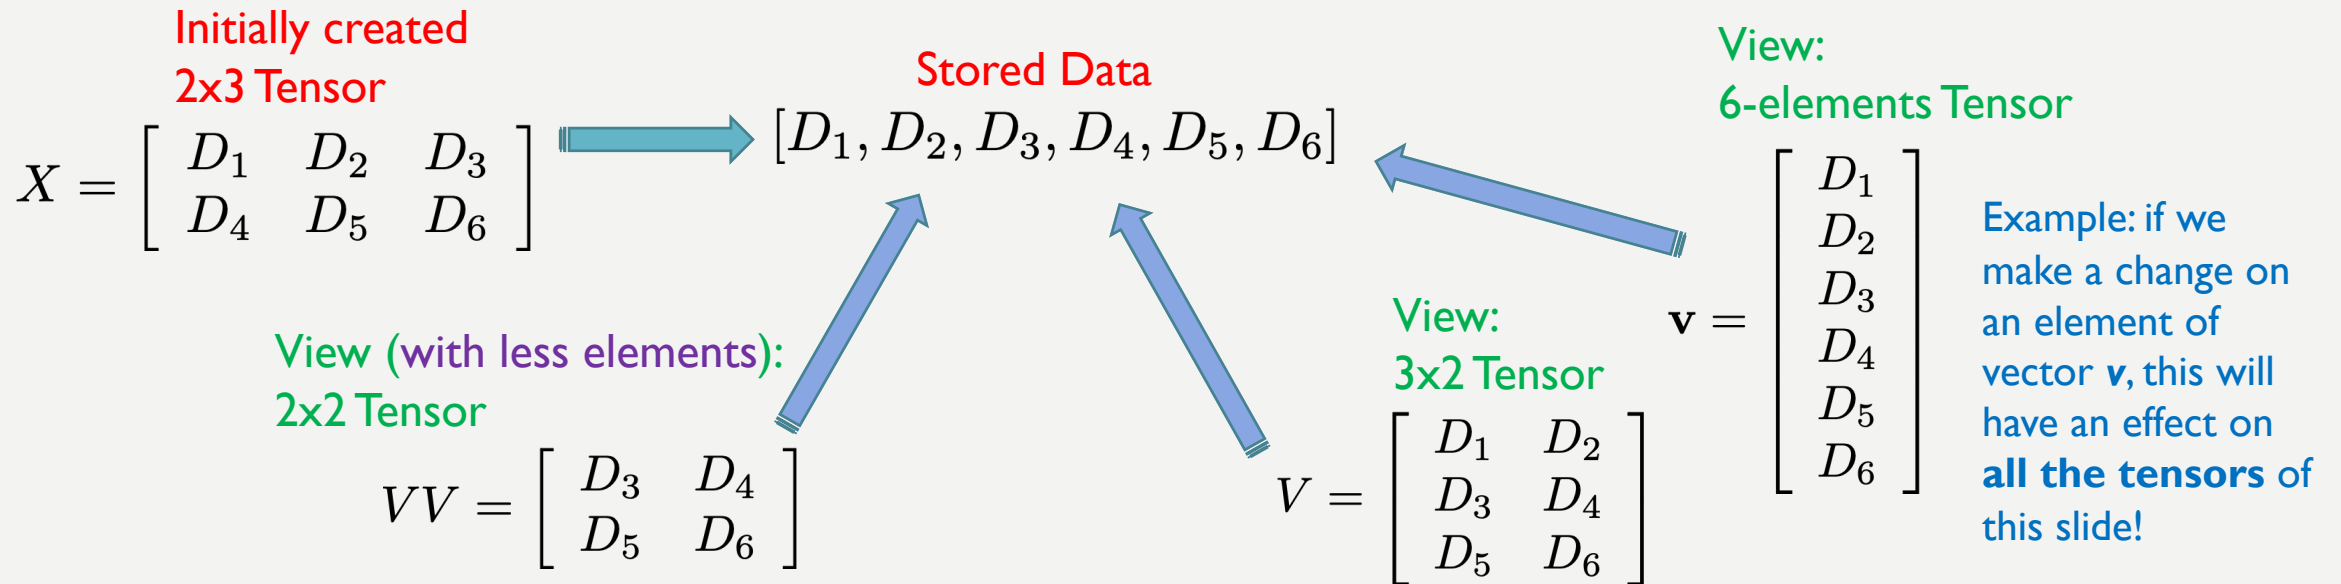 Initially created
2x3 Tensor
X = [ D₁ D₂ D₃
D₄ D₅ D₆ ]
Stored Data
[D₁, D₂, D₃, D₄, D₅, D₆]
View:
6-elements Tensor
v = [ D₁
D₂
D₃
D₄
D₅
D₆ ]
Example: if we
make a change on
an element of
vector v, this will
have an effect on
all the tensors of
this slide!
View (with less elements):
2x2 Tensor
VV = [ D₃ D₄
D₅ D₆ ]
View:
3x2 Tensor
V = [ D₁ D₂
D₃ D₄
D₅ D₆ ]